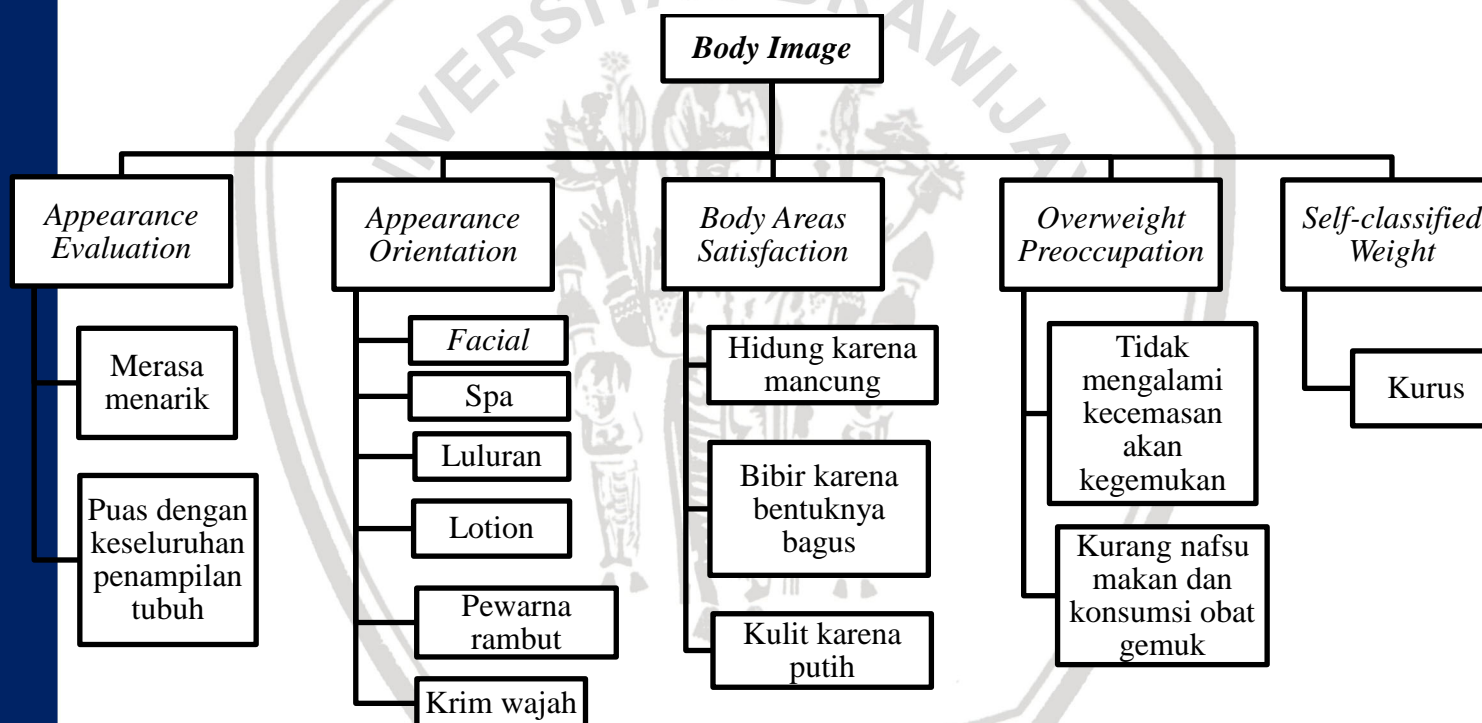 UNIVERSITAS BRAWIJAYA
Body Image
Appearance
Evaluation
Merasa
menarik
Puas dengan
keseluruhan
penampilan
tubuh
Appearance
Orientation
Facial
Spa
Luluran
Lotion
Pewarna
rambut
Krim wajah
Body Areas
Satisfaction
Hidung karena
mancung
Bibir karena
bentuknya
bagus
Kulit karena
putih
Overweight
Preoccupation
Tidak
mengalami
kecemasan
akan
kegemukan
Kurang nafsu
makan dan
konsumsi obat
gemuk
Self-classified
Weight
Kurus